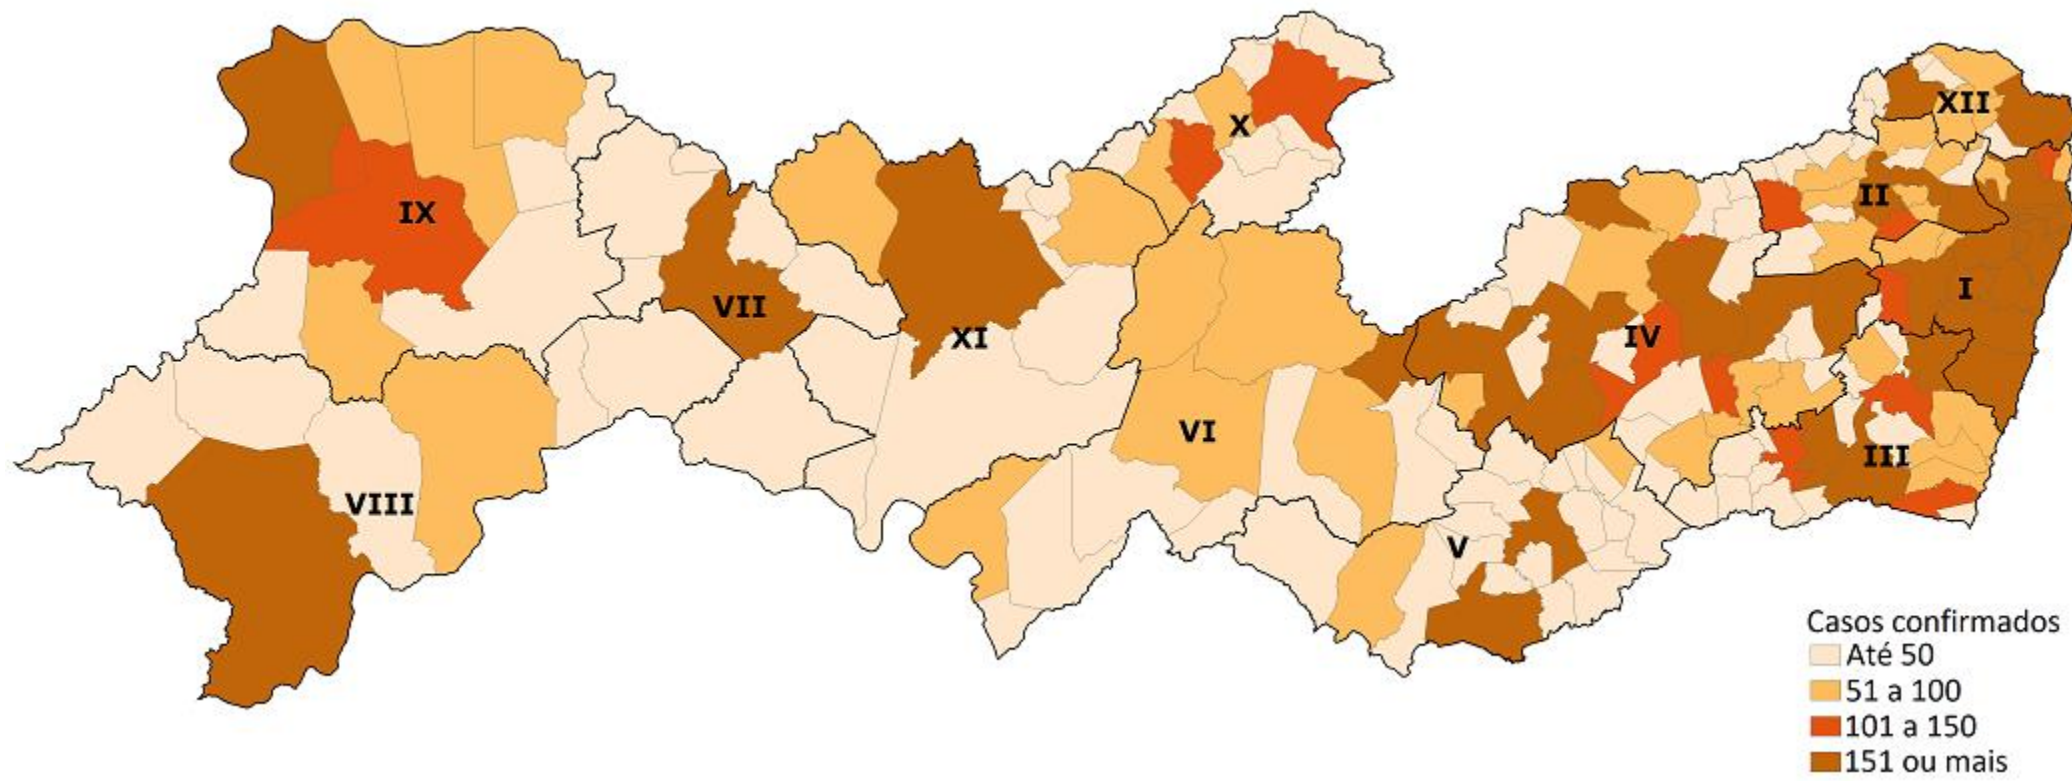 XII
X
II
IX
I
VII
IV
XI
VI
III
VIII
V
Casos confirmados
Até 50
51 a 100
101 a 150
151 ou mais